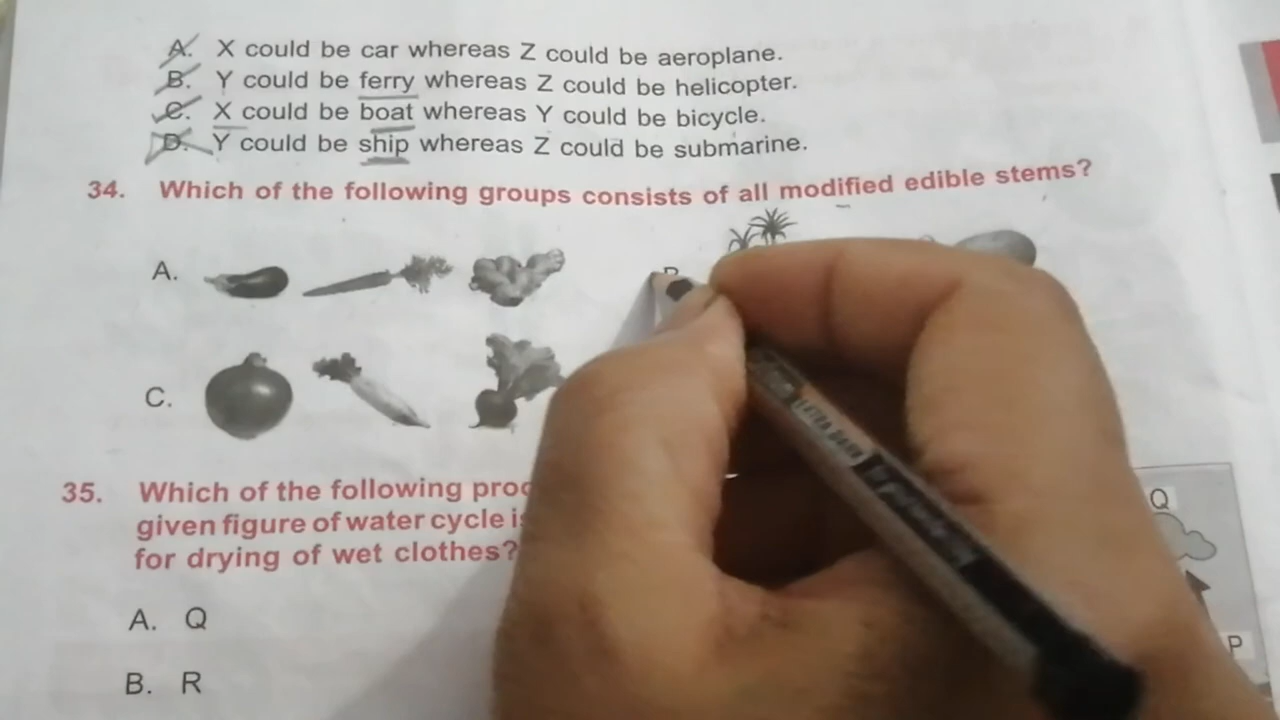 A. X could be car whereas Z could be aeroplane.
B. Y could be ferry whereas Z could be helicopter.
C. X could be boat whereas Y could be bicycle.
D. Y could be ship whereas Z could be submarine.
34. Which of the following groups consists of all modified edible stems?
A.
C.
35. Which of the following
given figure of water cycle
for drying of wet clothes?
Q
P
A. Q
B. R